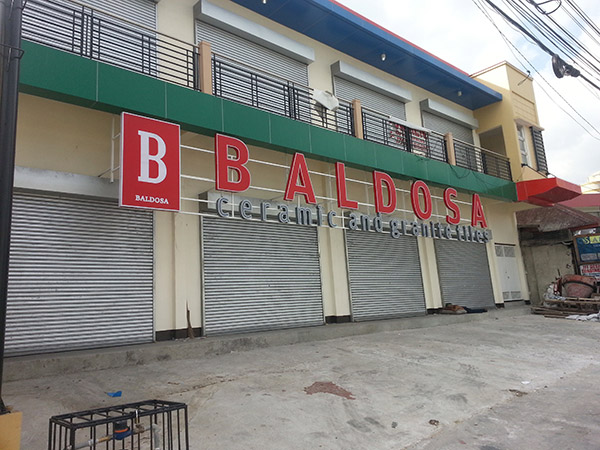 B
BALDOSA
BALDOSA
ceramic and granite tiles